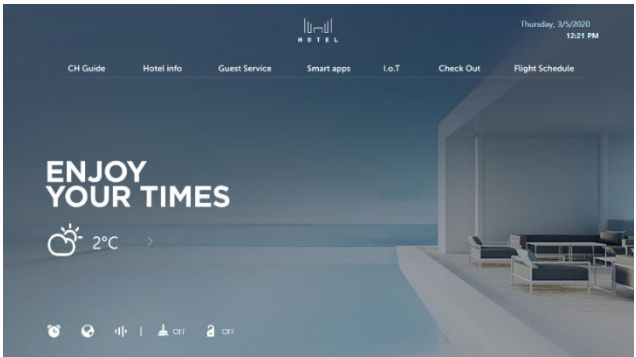 HOTEL
Thursday, 3/5/2020
12:21 PM
CH Guide Hotel info Guest Service Smart apps I.o.T Check Out Flight Schedule
ENJOY
YOUR TIMES
2°C
OFF OFF